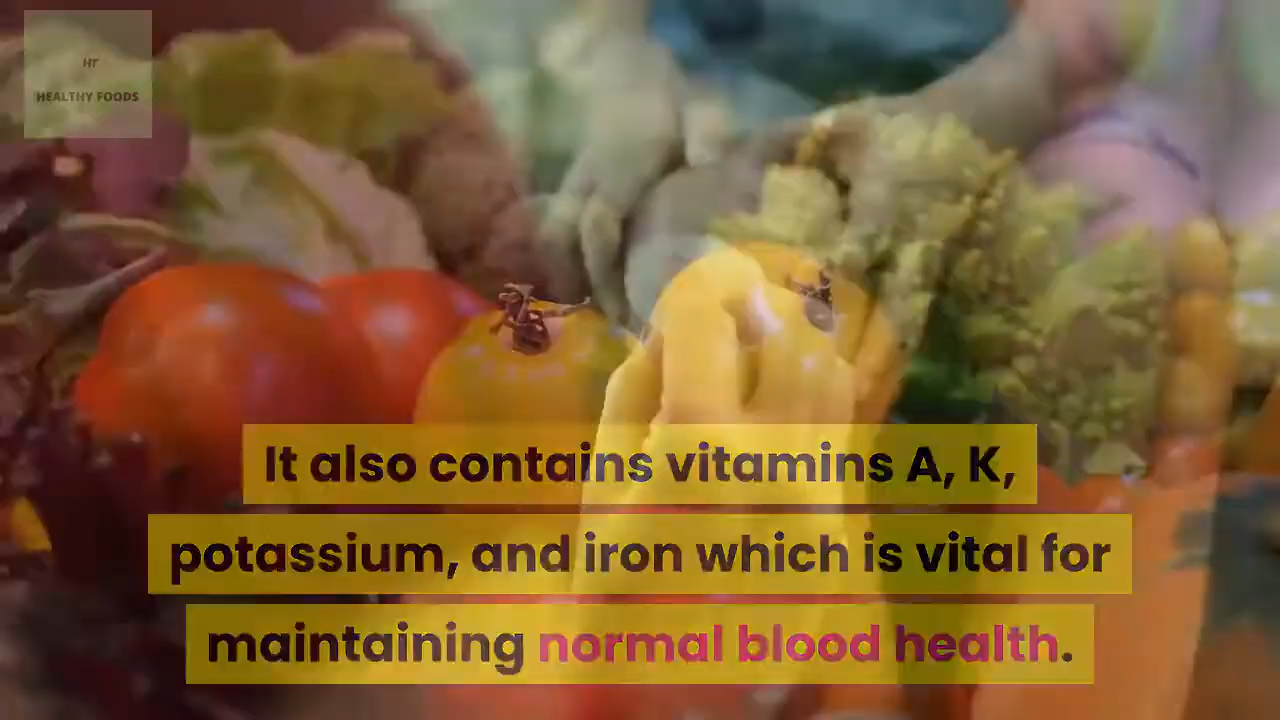 HF
HEALTHY FOODS
It also contains vitamins A, K,
potassium, and iron which is vital for
maintaining normal blood health.